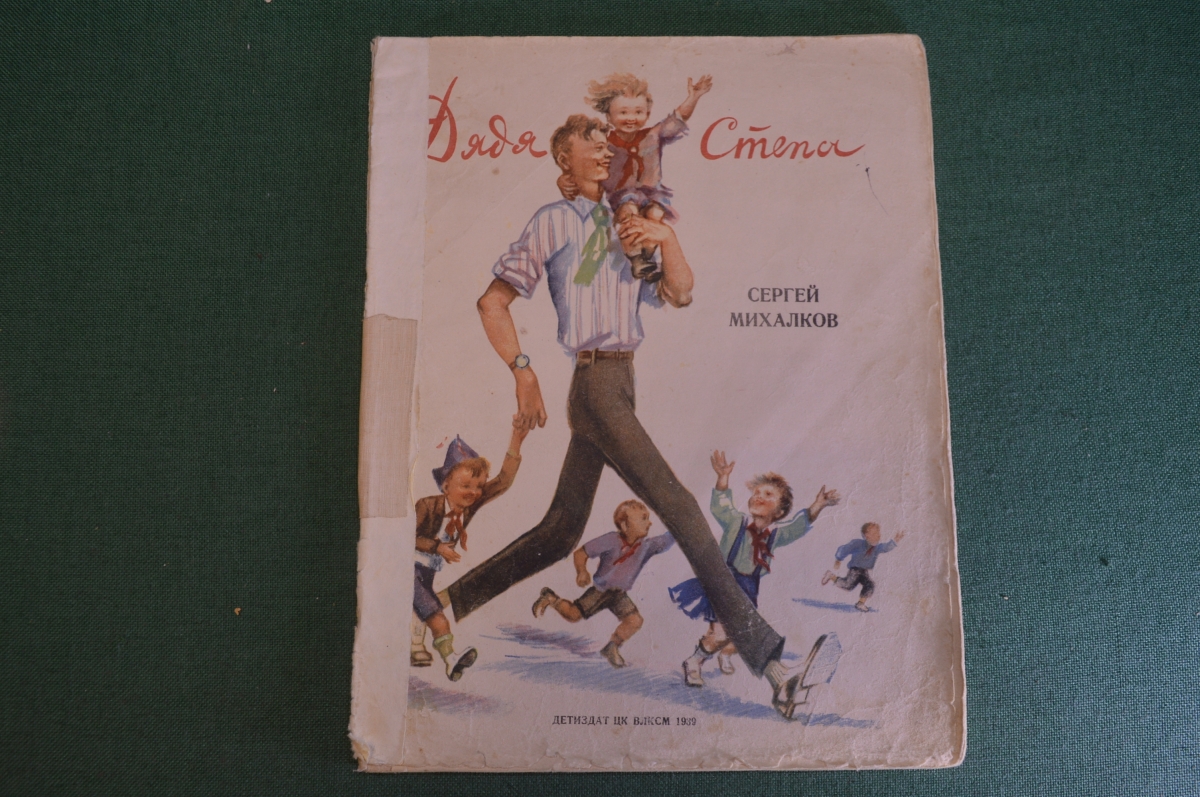 Дядя Степа
СЕРГЕЙ
МИХАЛКОВ
ДЕТИЗДАТ ЦК ВЛКСМ 1939